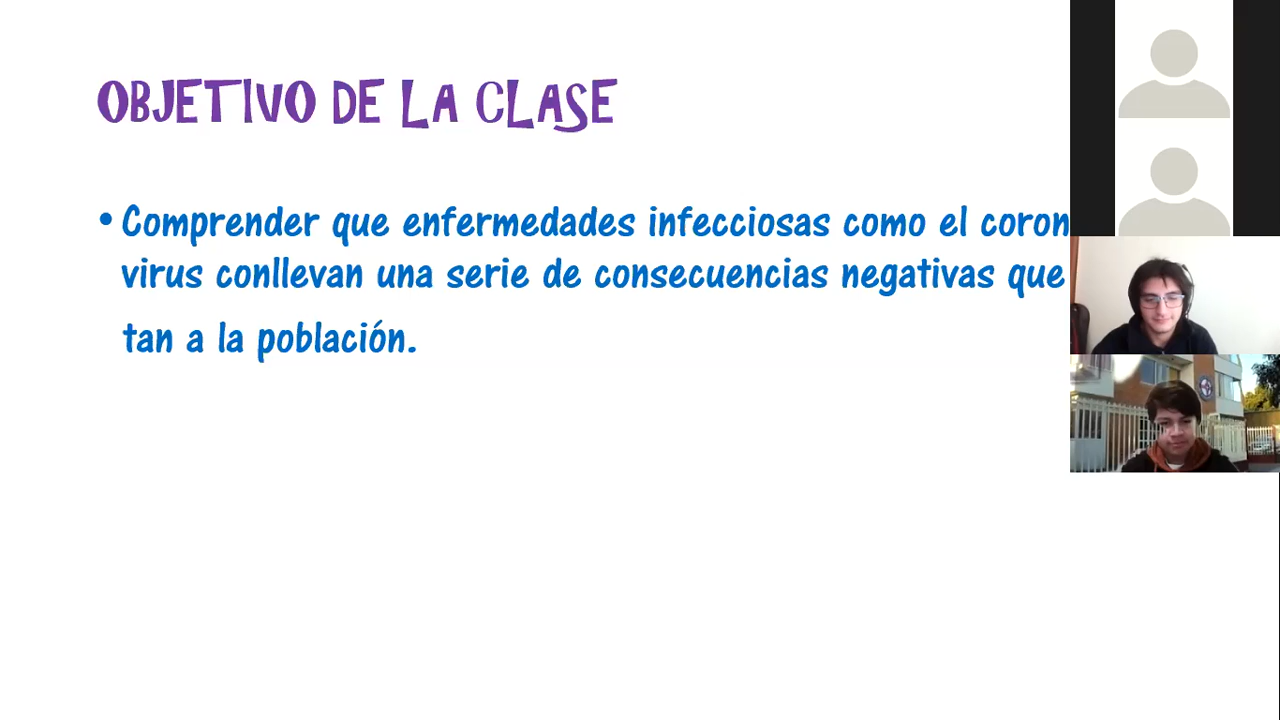 OBJETIVO DE LA CLASE
• Comprender que enfermedades infecciosas como el coron
virus conllevan una serie de consecuencias negativas que
tan a la población.